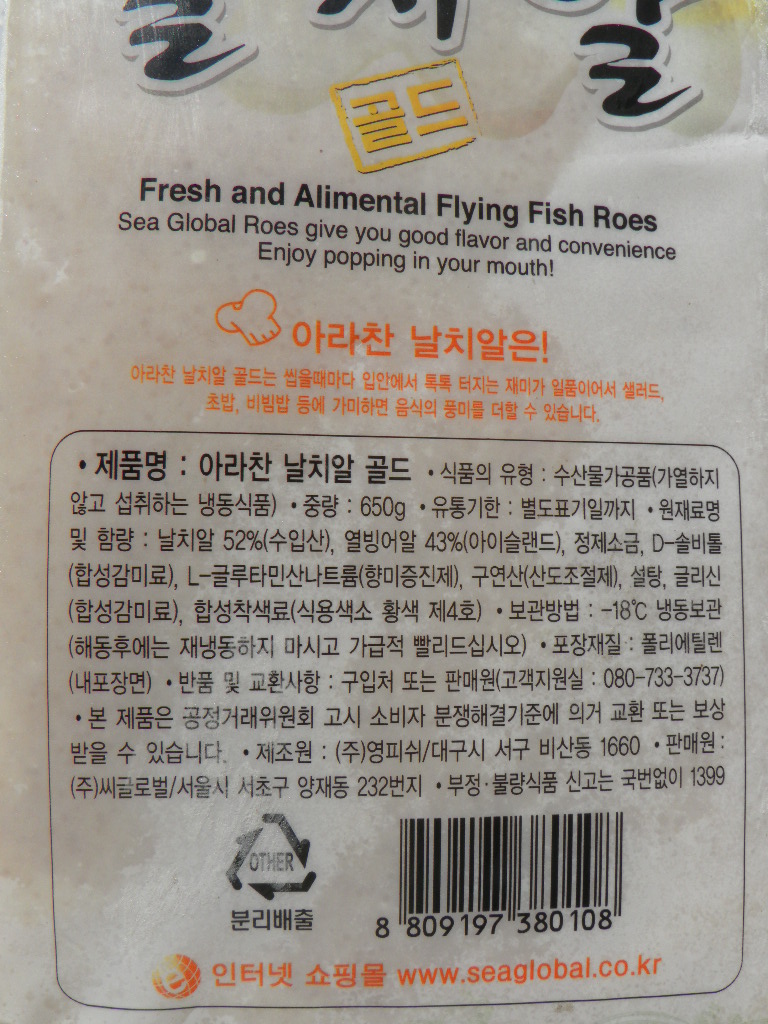 날치알
골드
Fresh and Alimental Flying Fish Roes
Sea Global Roes give you good flavor and convenience
Enjoy popping in your mouth!
아라찬 날치알은!
아라찬 날치알 골드는 씹을때마다 입안에서 톡톡 터지는 재미가 일품이어서 샐러드,
초밥, 비빔밥 등에 가미하면 음식의 풍미를 더할 수 있습니다.
• 제품명 : 아라찬 날치알 골드 • 식품의 유형 : 수산물가공품(가열하지
않고 섭취하는 냉동식품) • 중량 : 650g • 유통기한 : 별도표기일까지 • 원재료명
및 함량 : 날치알 52%(수입산), 열빙어알 43%(아이슬랜드), 정제소금, D-솔비톨
(합성감미료), L-글루타민산나트륨(향미증진제), 구연산(산도조절제), 설탕, 글리신
(합성감미료), 합성착색료(식용색소 황색 제4호) • 보관방법 : -18℃ 냉동보관
(해동후에는 재냉동하지 마시고 가급적 빨리드십시오) • 포장재질 : 폴리에틸렌
(내포장면) • 반품 및 교환사항 : 구입처 또는 판매원(고객지원실 : 080-733-3737)
• 본 제품은 공정거래위원회 고시 소비자 분쟁해결기준에 의거 교환 또는 보상
받을 수 있습니다. • 제조원 : (주)영피쉬/대구시 서구 비산동 1660 • 판매원 :
(주)씨글로벌/서울시 서초구 양재동 232번지 • 부정·불량식품 신고는 국번없이 1399
OTHER
분리배출
8 809197 380108
인터넷 쇼핑몰 www.seaglobal.co.kr